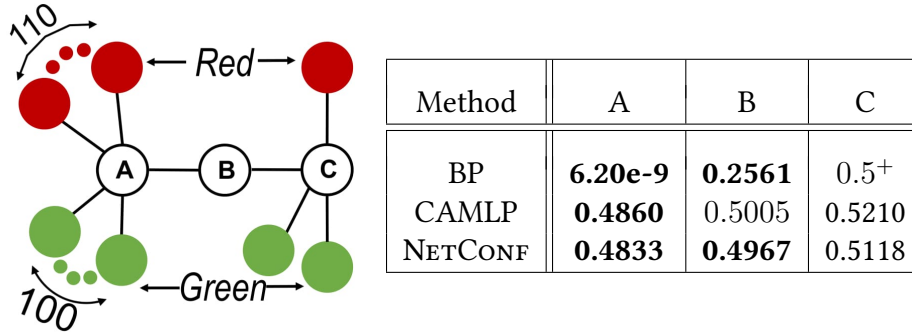 110
Red
A
B
C
Green
100
Method A B C
BP 6.20e-9 0.2561 0.5⁺
CAMLP 0.4860 0.5005 0.5210
NETCONF 0.4833 0.4967 0.5118